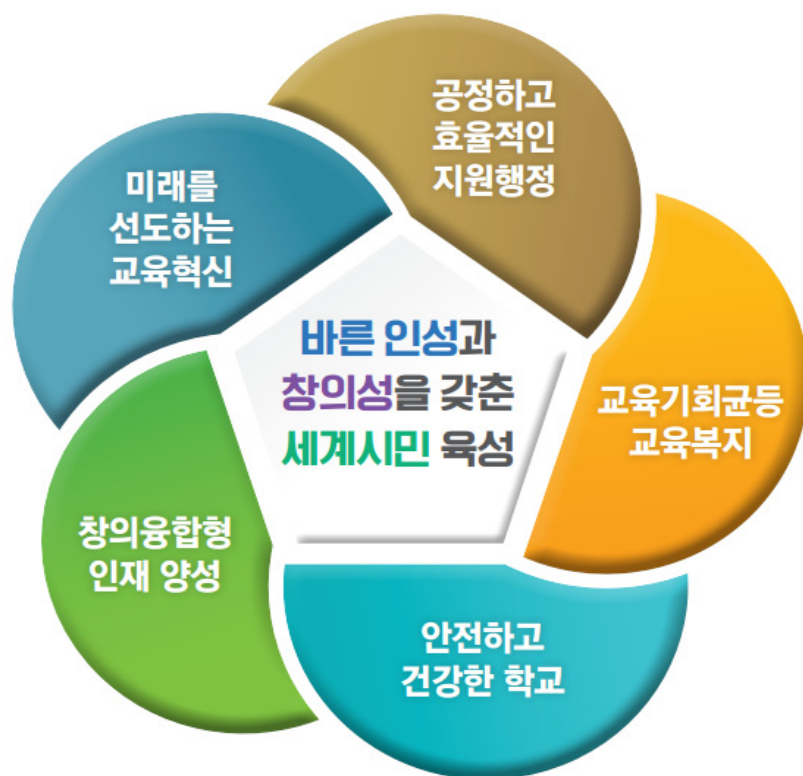 공정하고
효율적인
지원행정
미래를
선도하는
교육혁신
바른 인성과
창의성을 갖춘
세계시민 육성
교육기회균등
교육복지
창의융합형
인재 양성
안전하고
건강한 학교